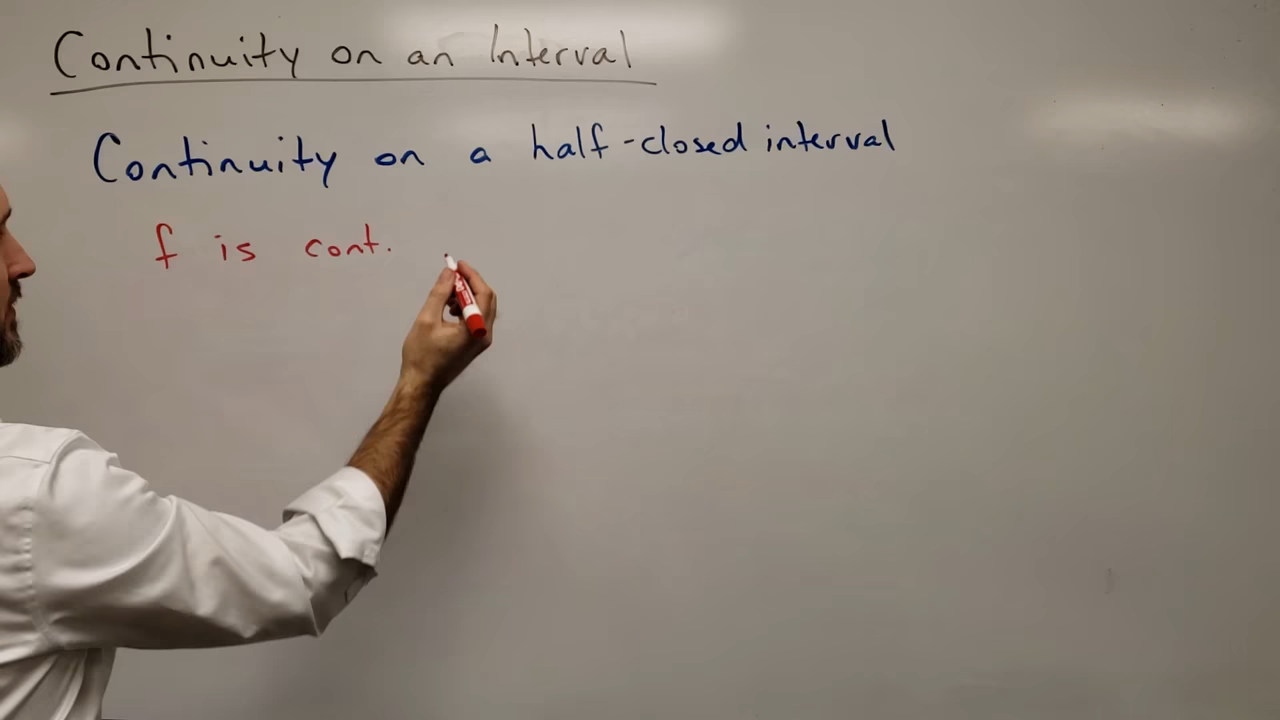 Continuity on an Interval
Continuity on a half-closed interval
f is cont.